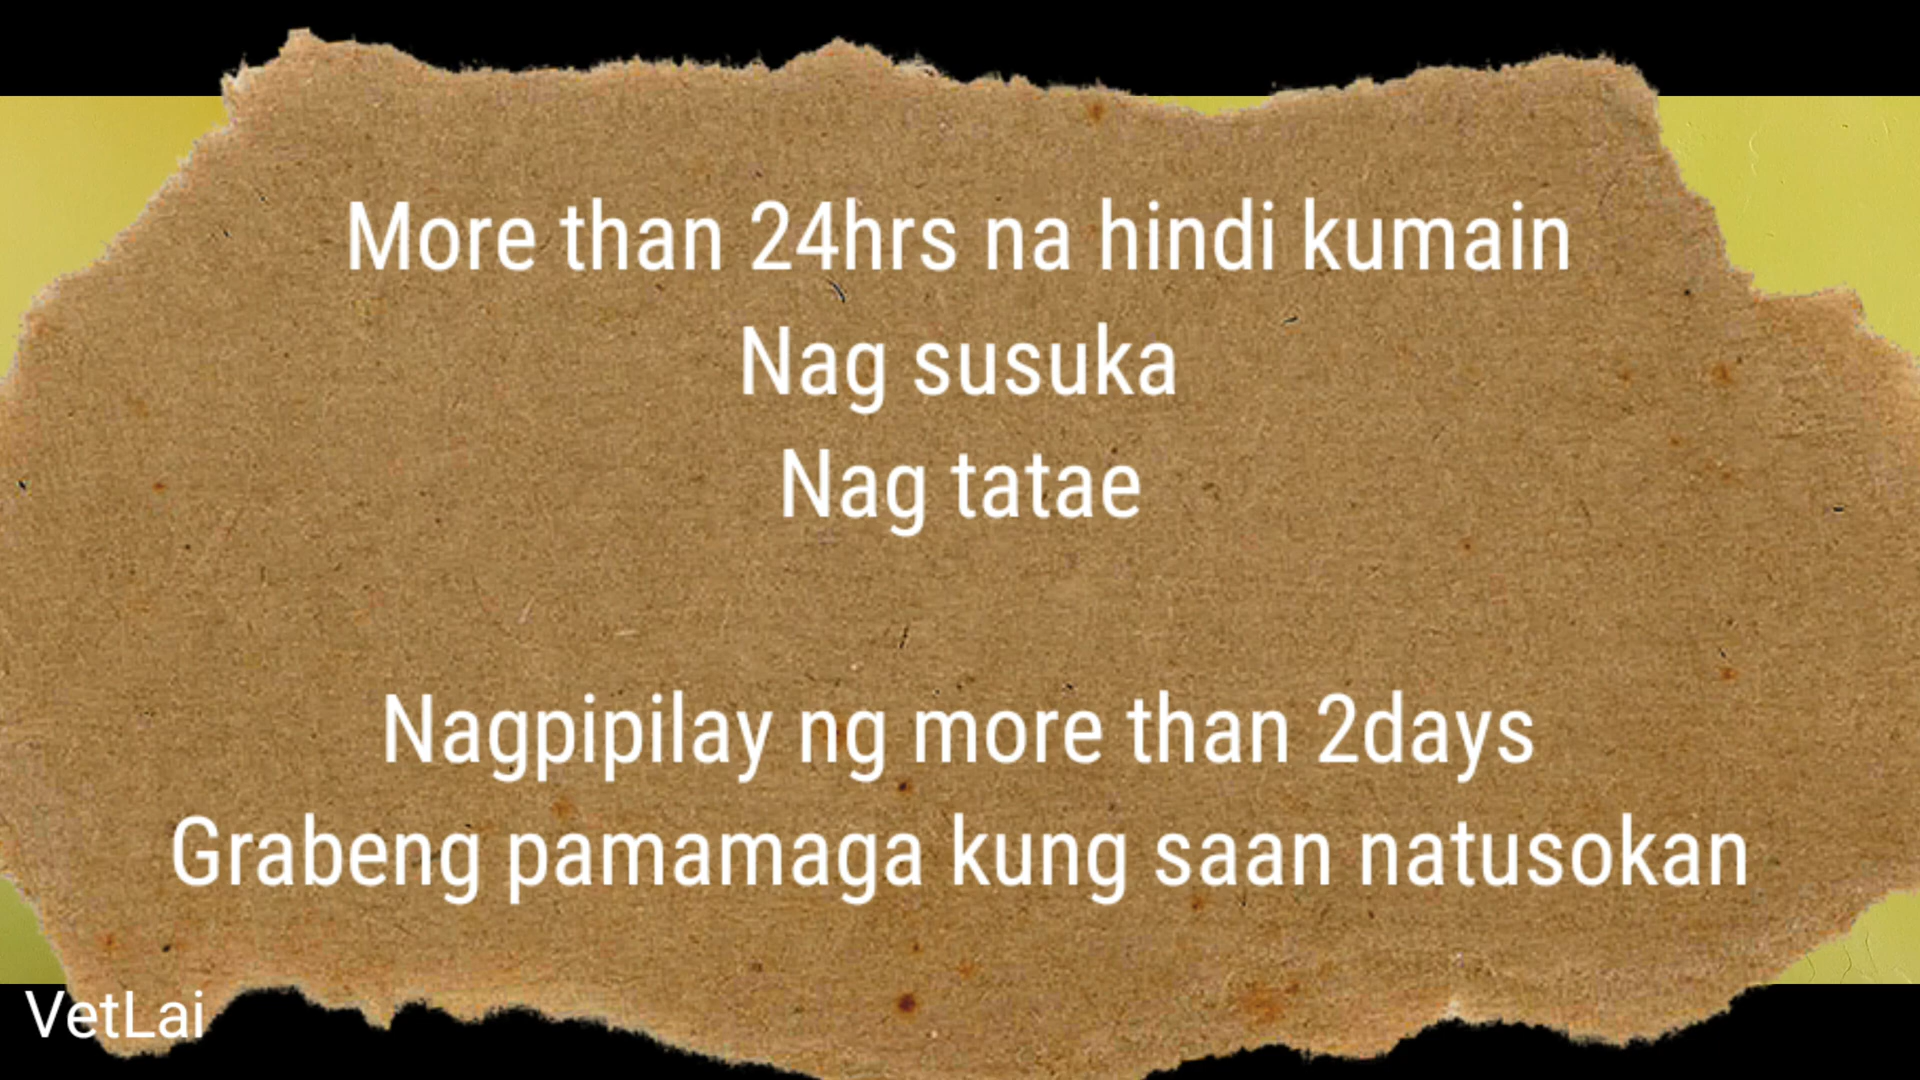 More than 24hrs na hindi kumain
Nag susuka
Nag tatae
Nagpipilay ng more than 2days
Grabeng pamamaga kung saan natusokan
VetLai